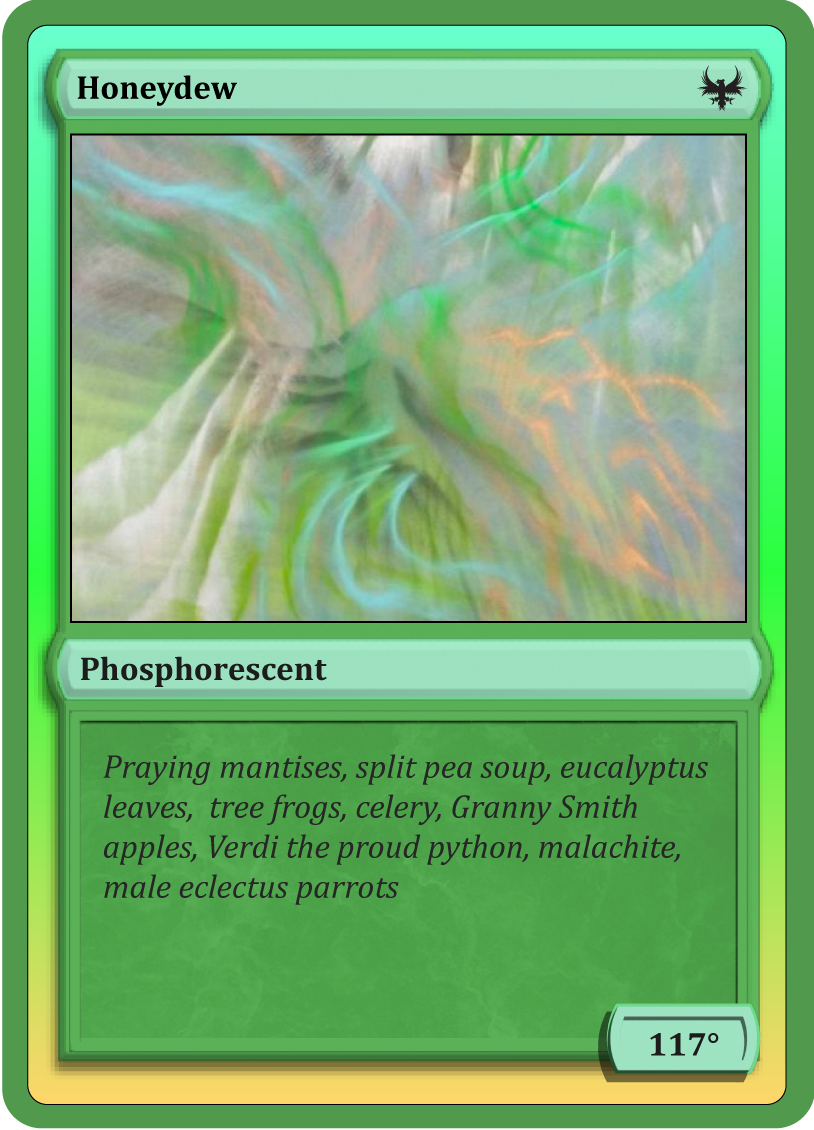 Honeydew
Phosphorescent
Praying mantises, split pea soup, eucalyptus
leaves,  tree frogs, celery, Granny Smith
apples, Verdi the proud python, malachite,
male eclectus parrots
117°